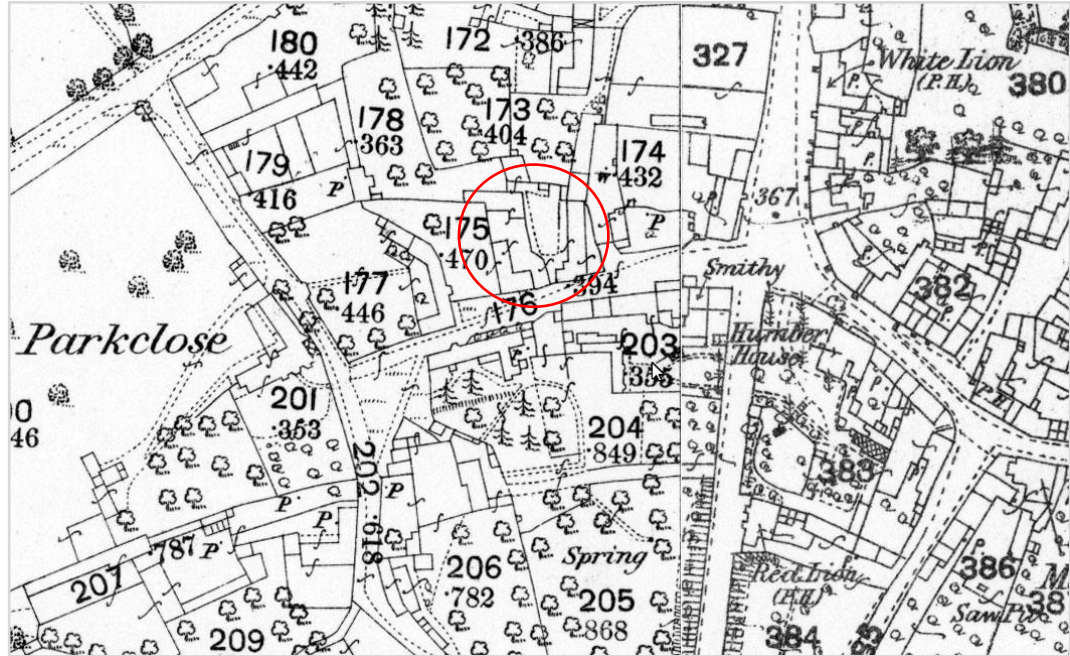 180
·442
172
·386
327
White Lion
(P.H.)
380
P.
P.
178
·363
173
·404
174
·432
179
416
P
P
367
175
·470
·394
Smithy
177
446
176
382
Parkclose
Humber
House
203
·335
201
·353
204
·849
383
P
P
P
202 ·618
·787
P
207
206
·782
Spring
205
868
Red Lion
(P.H.)
386
209
384